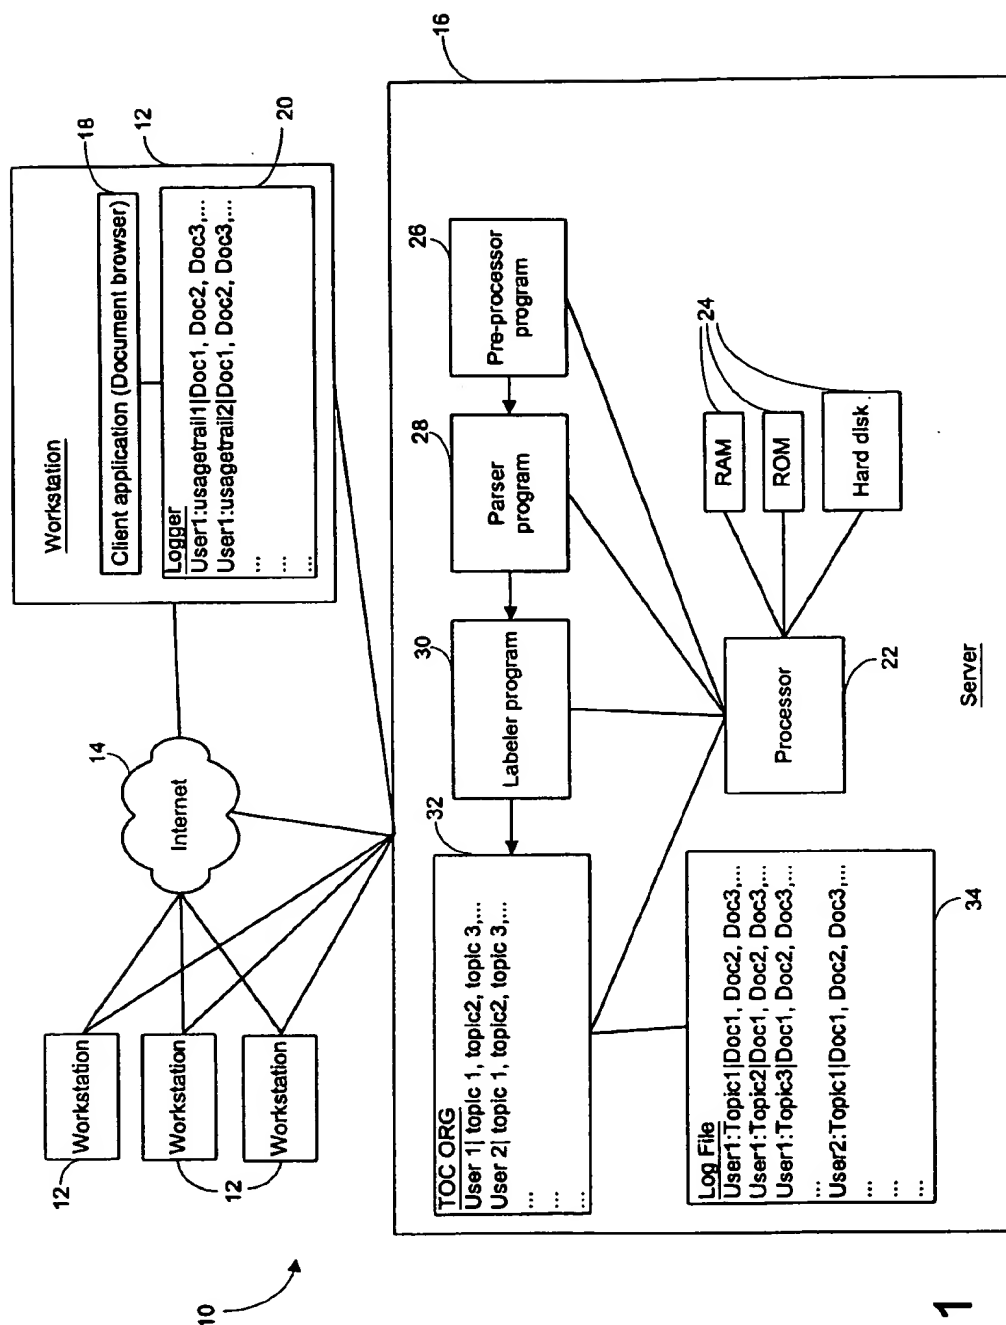 10
12
Workstation
Workstation
12
Workstation
14
Internet
Workstation
12
Client application (Document browser)
18
Logger
User1:usagetrail1|Doc1, Doc2, Doc3,...
User1:usagetrail2|Doc1, Doc2, Doc3,...
...
...
...
20
16
TOC ORG
User 1| topic 1, topic2, topic 3,...
User 2| topic 1, topic2, topic 3,...
...
...
...
32
Labeler program
30
Parser
program
28
Pre-processor
program
26
Log File
User1:Topic1|Doc1, Doc2, Doc3,...
User1:Topic2|Doc1, Doc2, Doc3,...
User1:Topic3|Doc1, Doc2, Doc3,...
...
User2:Topic1|Doc1, Doc2, Doc3,...
...
...
...
34
Processor
22
RAM
ROM
Hard disk
24
Server
1